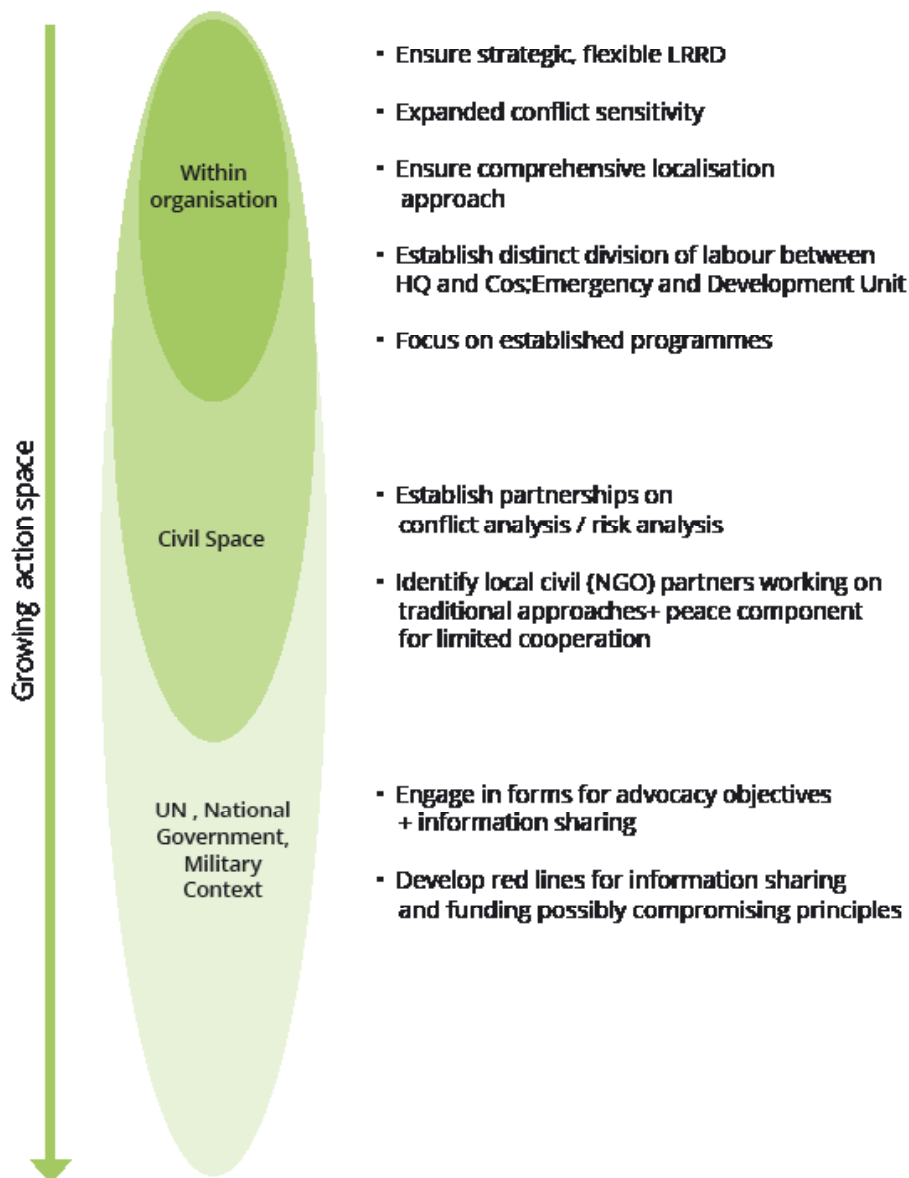 Growing action space
Within
organisation
▪ Ensure strategic, flexible LRRD
▪ Expanded conflict sensitivity
▪ Ensure comprehensive localisation
approach
▪ Establish distinct division of labour between
HQ and Cos;Emergency and Development Unit
▪ Focus on established programmes
Civil Space
▪ Establish partnerships on
conflict analysis / risk analysis
▪ Identify local civil (NGO) partners working on
traditional approaches+ peace component
for limited cooperation
UN , National
Government,
Military
Context
▪ Engage in forms for advocacy objectives
+ information sharing
▪ Develop red lines for information sharing
and funding possibly compromising principles